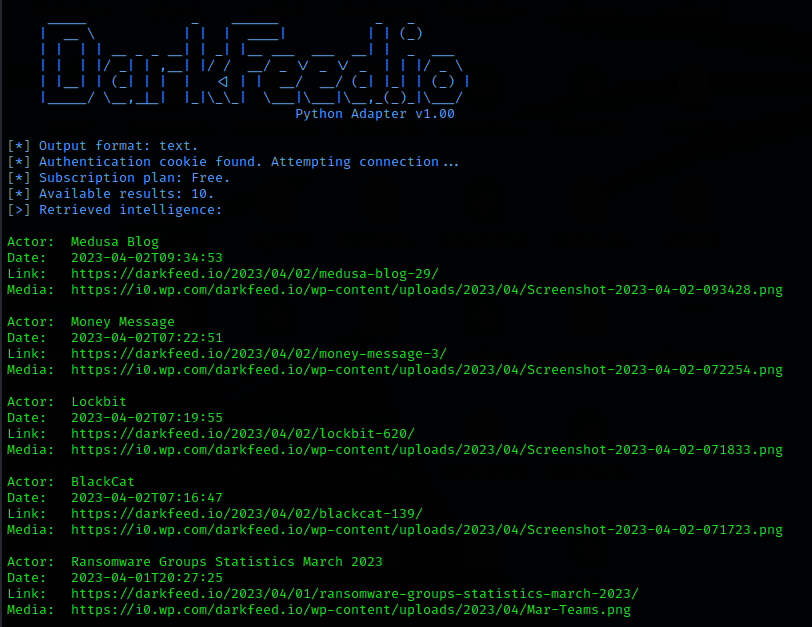 DarkFeed.io
Python Adapter v1.00
[*] Output format: text.
[*] Authentication cookie found. Attempting connection...
[*] Subscription plan: Free.
[*] Available results: 10.
[>] Retrieved intelligence:
Actor: Medusa Blog
Date: 2023-04-02T09:34:53
Link: https://darkfeed.io/2023/04/02/medusa-blog-29/
Media: https://i0.wp.com/darkfeed.io/wp-content/uploads/2023/04/Screenshot-2023-04-02-093428.png
Actor: Money Message
Date: 2023-04-02T07:22:51
Link: https://darkfeed.io/2023/04/02/money-message-3/
Media: https://i0.wp.com/darkfeed.io/wp-content/uploads/2023/04/Screenshot-2023-04-02-072254.png
Actor: Lockbit
Date: 2023-04-02T07:19:55
Link: https://darkfeed.io/2023/04/02/lockbit-620/
Media: https://i0.wp.com/darkfeed.io/wp-content/uploads/2023/04/Screenshot-2023-04-02-071833.png
Actor: BlackCat
Date: 2023-04-02T07:16:47
Link: https://darkfeed.io/2023/04/02/blackcat-139/
Media: https://i0.wp.com/darkfeed.io/wp-content/uploads/2023/04/Screenshot-2023-04-02-071723.png
Actor: Ransomware Groups Statistics March 2023
Date: 2023-04-01T20:27:25
Link: https://darkfeed.io/2023/04/01/ransomware-groups-statistics-march-2023/
Media: https://i0.wp.com/darkfeed.io/wp-content/uploads/2023/04/Mar-Teams.png